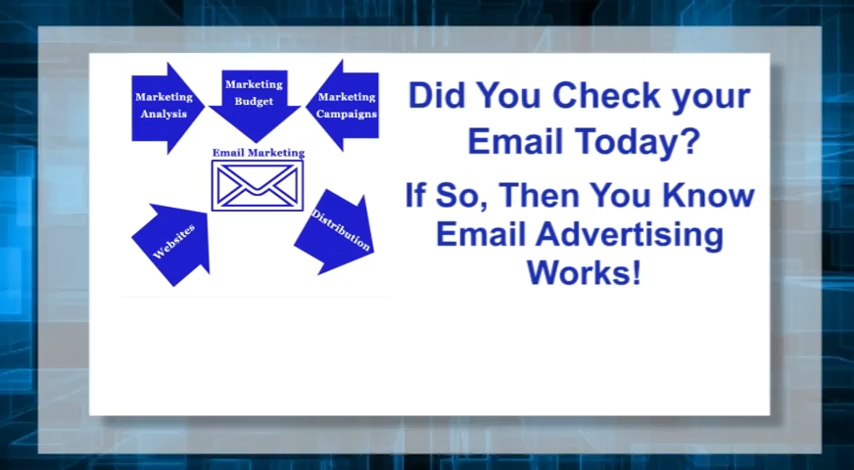 Marketing
Analysis
Marketing
Budget
Marketing
Campaigns
Email Marketing
Websites
Distribution
Did You Check your
Email Today?
If So, Then You Know
Email Advertising
Works!